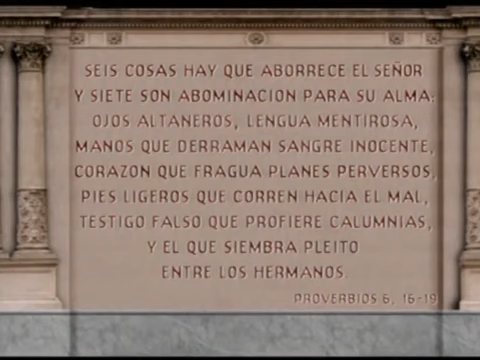 SEIS COSAS HAY QUE ABORRECE EL SEÑOR
Y SIETE SON ABOMINACION PARA SU ALMA:
OJOS ALTANEROS, LENGUA MENTIROSA,
MANOS QUE DERRAMAN SANGRE INOCENTE,
CORAZON QUE FRAGUA PLANES PERVERSOS,
PIES LIGEROS QUE CORREN HACIA EL MAL,
TESTIGO FALSO QUE PROFIERE CALUMNIAS,
Y EL QUE SIEMBRA PLEITO
ENTRE LOS HERMANOS.
PROVERBIOS 6, 16-19